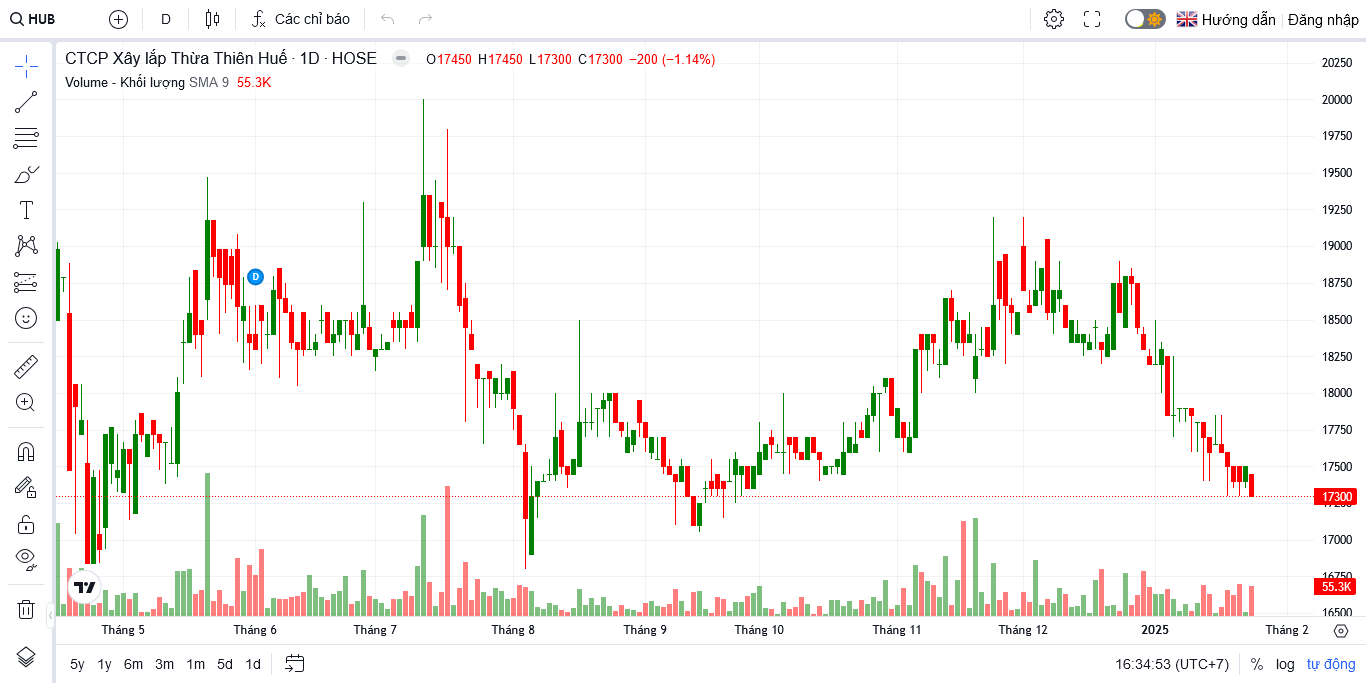 HUB D Các chỉ báo Hướng dẫn Đăng nhập
CTCP Xây lắp Thừa Thiên Huế · 1D · HOSE O17450 H17450 L17300 C17300 −200 (−1.14%)
Volume - Khối lượng SMA 9 55.3K
D
20250
20000
19750
19500
19250
19000
18750
18500
18250
18000
17750
17500
17300
17250
17000
16750
55.3K
16500
Tháng 5 Tháng 6 Tháng 7 Tháng 8 Tháng 9 Tháng 10 Tháng 11 Tháng 12 2025 Tháng 2
5y 1y 6m 3m 1m 5d 1d 16:34:53 (UTC+7) % log tự động